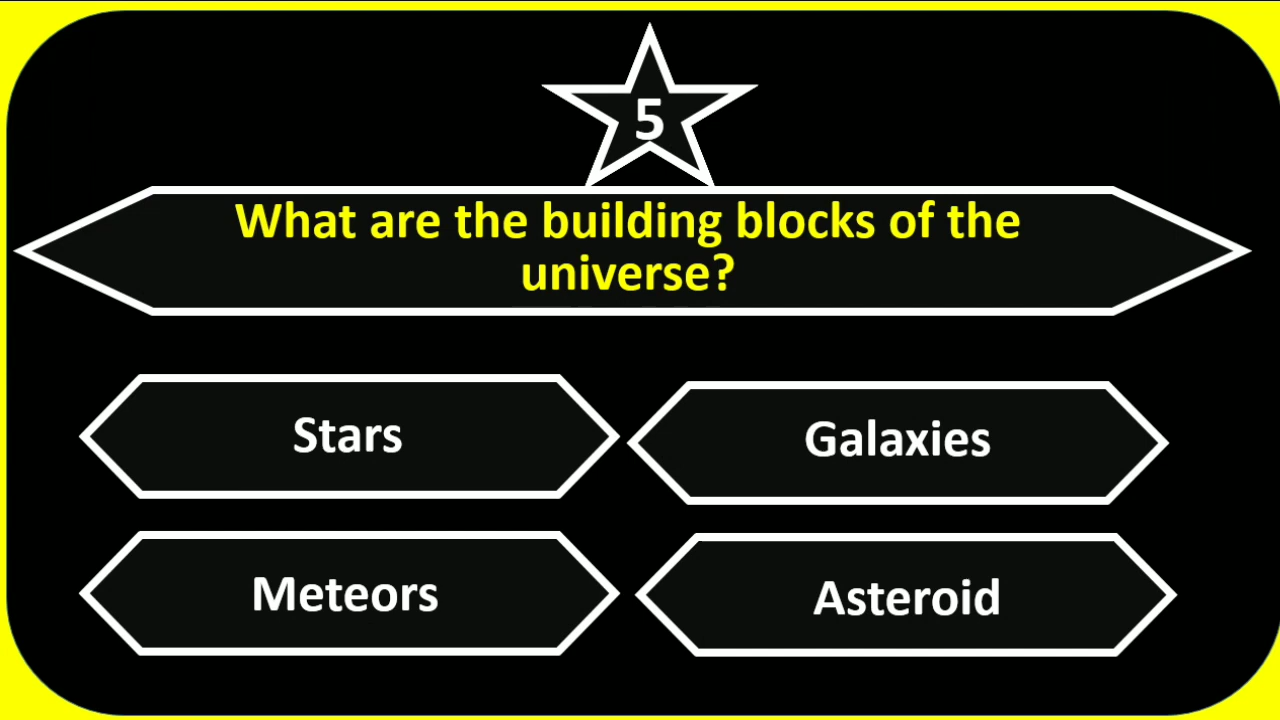 5
What are the building blocks of the
universe?
Stars
Galaxies
Meteors
Asteroid